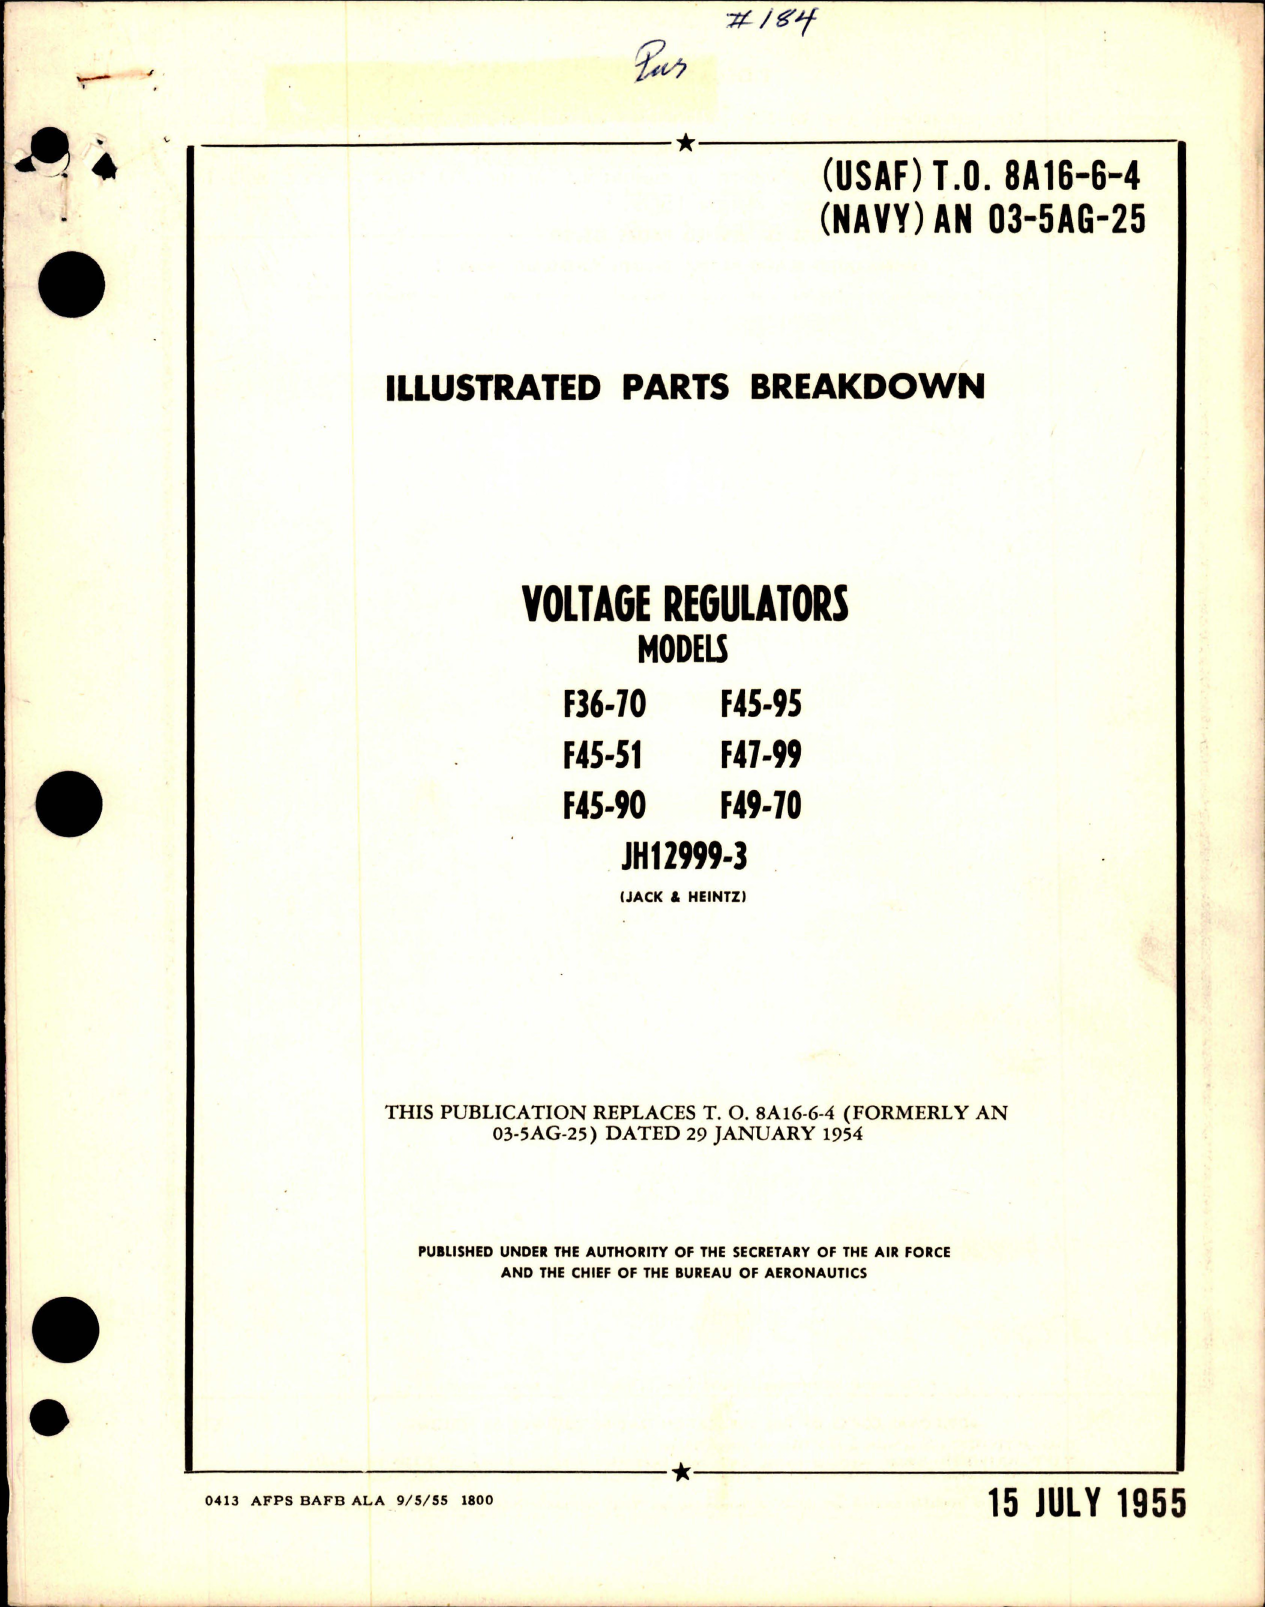 #184
(USAF) T.O. 8A16-6-4
(NAVY) AN 03-5AG-25
ILLUSTRATED PARTS BREAKDOWN
VOLTAGE REGULATORS
MODELS
F36-70 F45-95
F45-51 F47-99
F45-90 F49-70
JH12999-3
(JACK & HEINTZ)
THIS PUBLICATION REPLACES T. O. 8A16-6-4 (FORMERLY AN
03-5AG-25) DATED 29 JANUARY 1954
PUBLISHED UNDER THE AUTHORITY OF THE SECRETARY OF THE AIR FORCE
AND THE CHIEF OF THE BUREAU OF AERONAUTICS
0413 AFPS BAFB ALA 9/5/55 1800
15 JULY 1955